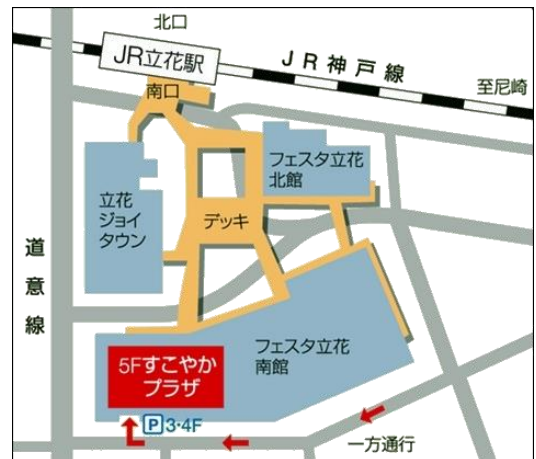 北口
JR立花駅
JR神戸線
南口
至尼崎
フェスタ立花
北館
立花
ジョイ
タウン
デッキ
道意線
5Fすこやか
プラザ
フェスタ立花
南館
P3・4F
一方通行